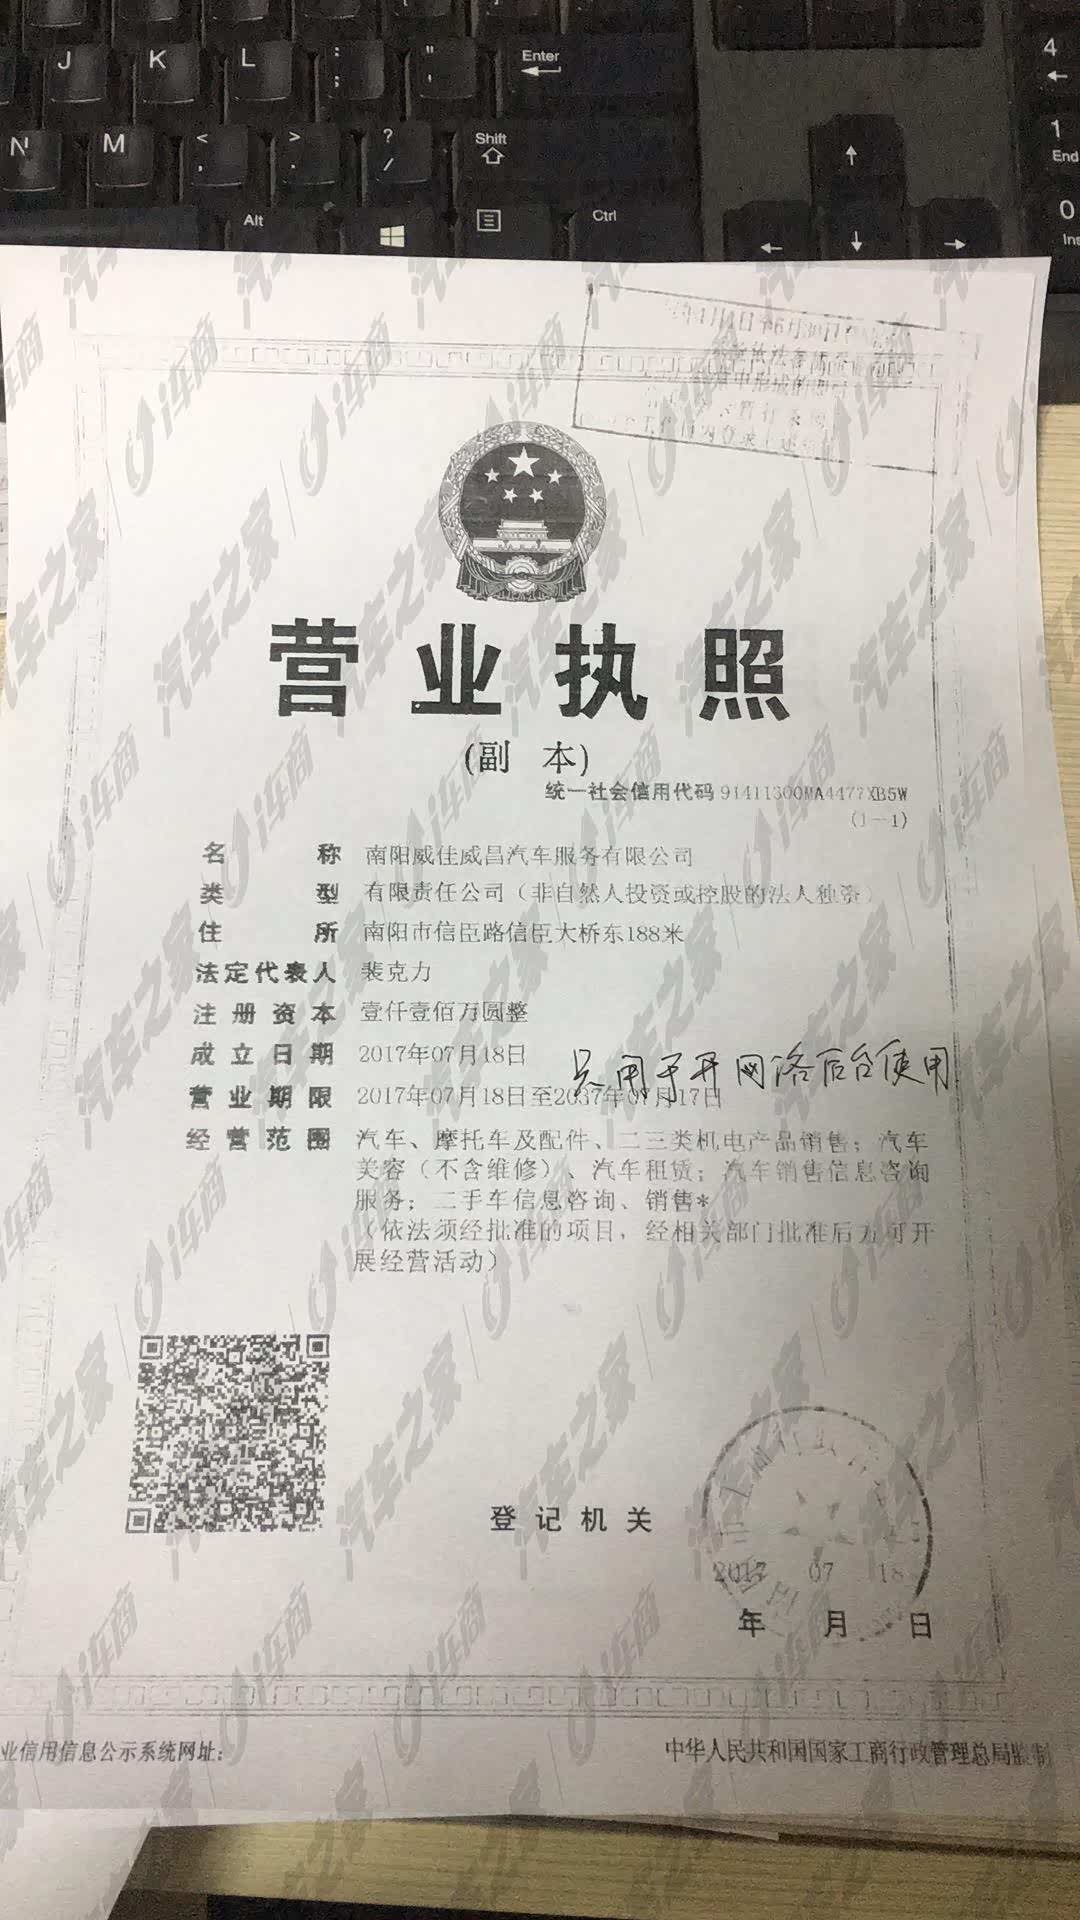 J K L : ; " ' Enter
N M < , > . ? / Shift
Alt Ctrl
4
1
End
0
Ins
营业执照
(副 本)
统一社会信用代码 91411300MA4477XB5W
(1-1)
名称 南阳威佳威昌汽车服务有限公司
类型 有限责任公司（非自然人投资或控股的法人独资）
住所 南阳市信臣路信臣大桥东188米
法定代表人 裴克力
注册资本 壹仟壹佰万圆整
成立日期 2017年07月18日
只用于开网络后台使用
营业期限 2017年07月18日至2037年07月17日
经营范围 汽车、摩托车及配件、二三类机电产品销售；汽车
美容（不含维修）、汽车租赁；汽车销售信息咨询
服务；二手车信息咨询、销售*
（依法须经批准的项目，经相关部门批准后方可开
展经营活动）
登记机关
2017 07 18
年 月 日
业信用信息公示系统网址：
中华人民共和国国家工商行政管理总局监制
汽车之家 i车商